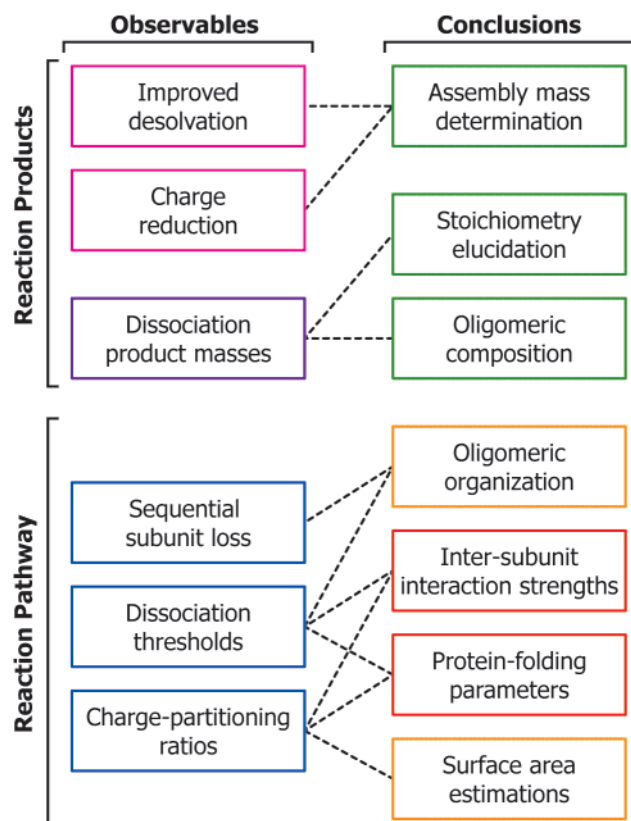 Observables
Conclusions
Reaction Products
Improved
desolvation
Assembly mass
determination
Charge
reduction
Stoichiometry
elucidation
Dissociation
product masses
Oligomeric
composition
Reaction Pathway
Oligomeric
organization
Sequential
subunit loss
Inter-subunit
interaction strengths
Dissociation
thresholds
Protein-folding
parameters
Charge-partitioning
ratios
Surface area
estimations